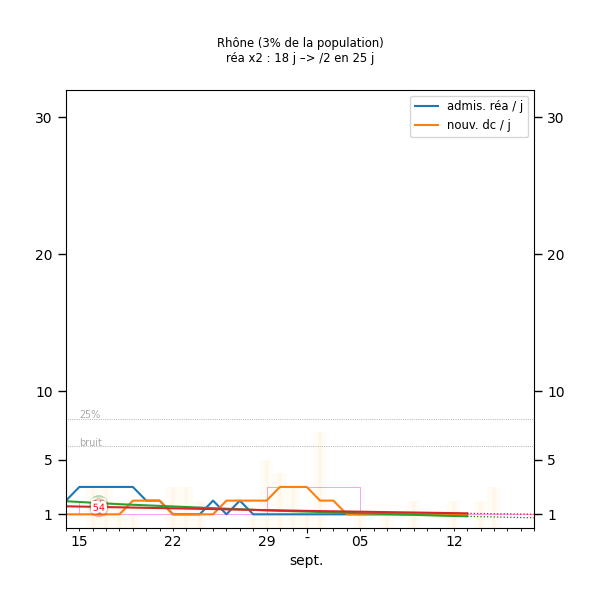 Rhône (3% de la population)
réa x2 : 18 j –> /2 en 25 j
admis. réa / j
nouv. dc / j
30 30
20 20
10 10
25%
bruit
5 5
54
1 1
15 22 29 - 05 12
sept.